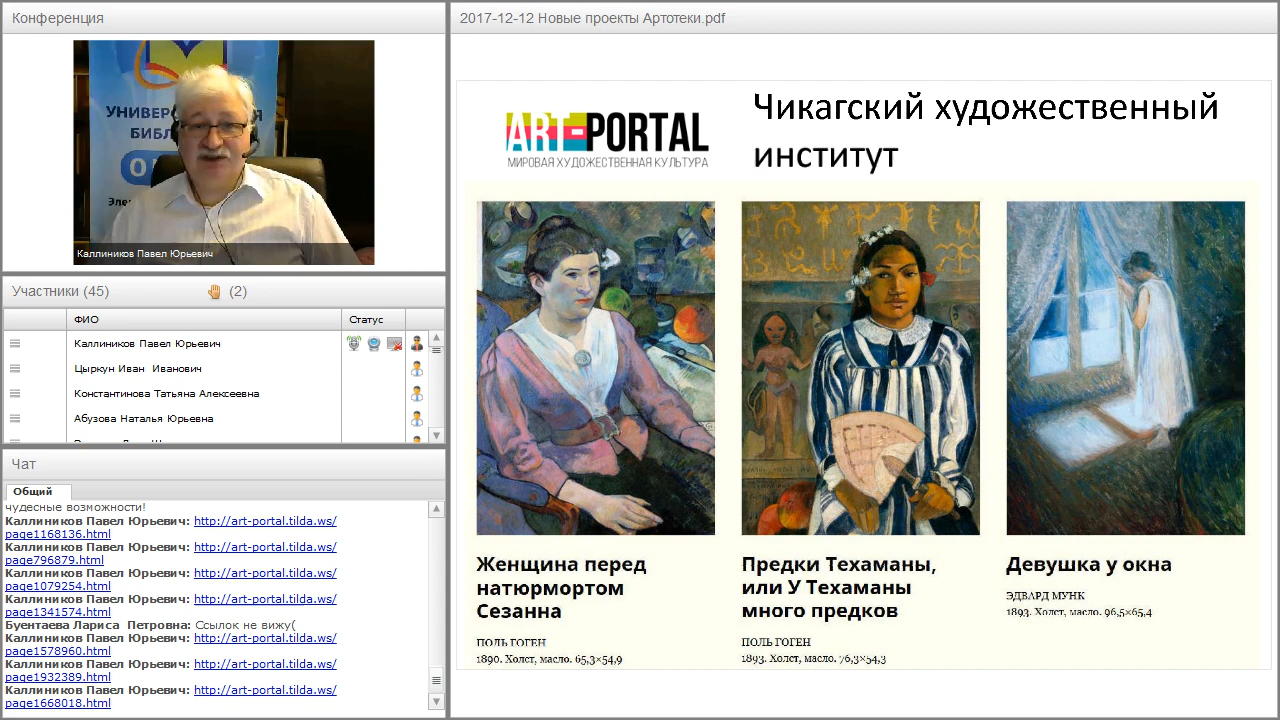 Конференция
УНИВЕР
БИБЛ
Каллиников Павел Юрьевич
Участники (45)
(2)
ФИО
Статус
Каллиников Павел Юрьевич
Цыркун Иван Иванович
Константинова Татьяна Алексеевна
Абузова Наталья Юрьевна
Чат
Общий
чудесные возможности!
Каллиников Павел Юрьевич: http://art-portal.tilda.ws/
page1168136.html
Каллиников Павел Юрьевич: http://art-portal.tilda.ws/
page796879.html
Каллиников Павел Юрьевич: http://art-portal.tilda.ws/
page1079254.html
Каллиников Павел Юрьевич: http://art-portal.tilda.ws/
page1341574.html
Буентаева Лариса Петровна: Ссылок не вижу(
Каллиников Павел Юрьевич: http://art-portal.tilda.ws/
page1578960.html
Каллиников Павел Юрьевич: http://art-portal.tilda.ws/
page1932389.html
Каллиников Павел Юрьевич: http://art-portal.tilda.ws/
page1668018.html
2017-12-12 Новые проекты Артотеки.pdf
ART-PORTAL
МИРОВАЯ ХУДОЖЕСТВЕННАЯ КУЛЬТУРА
Чикагский художественный
институт
Женщина перед
натюрмортом
Сезанна
ПОЛЬ ГОГЕН
1890. Холст, масло. 65,3×54,9
Предки Техаманы,
или У Техаманы
много предков
ПОЛЬ ГОГЕН
1893. Холст, масло. 76,3×54,3
Девушка у окна
ЭДВАРД МУНК
1893. Холст, масло. 96,5×65,4